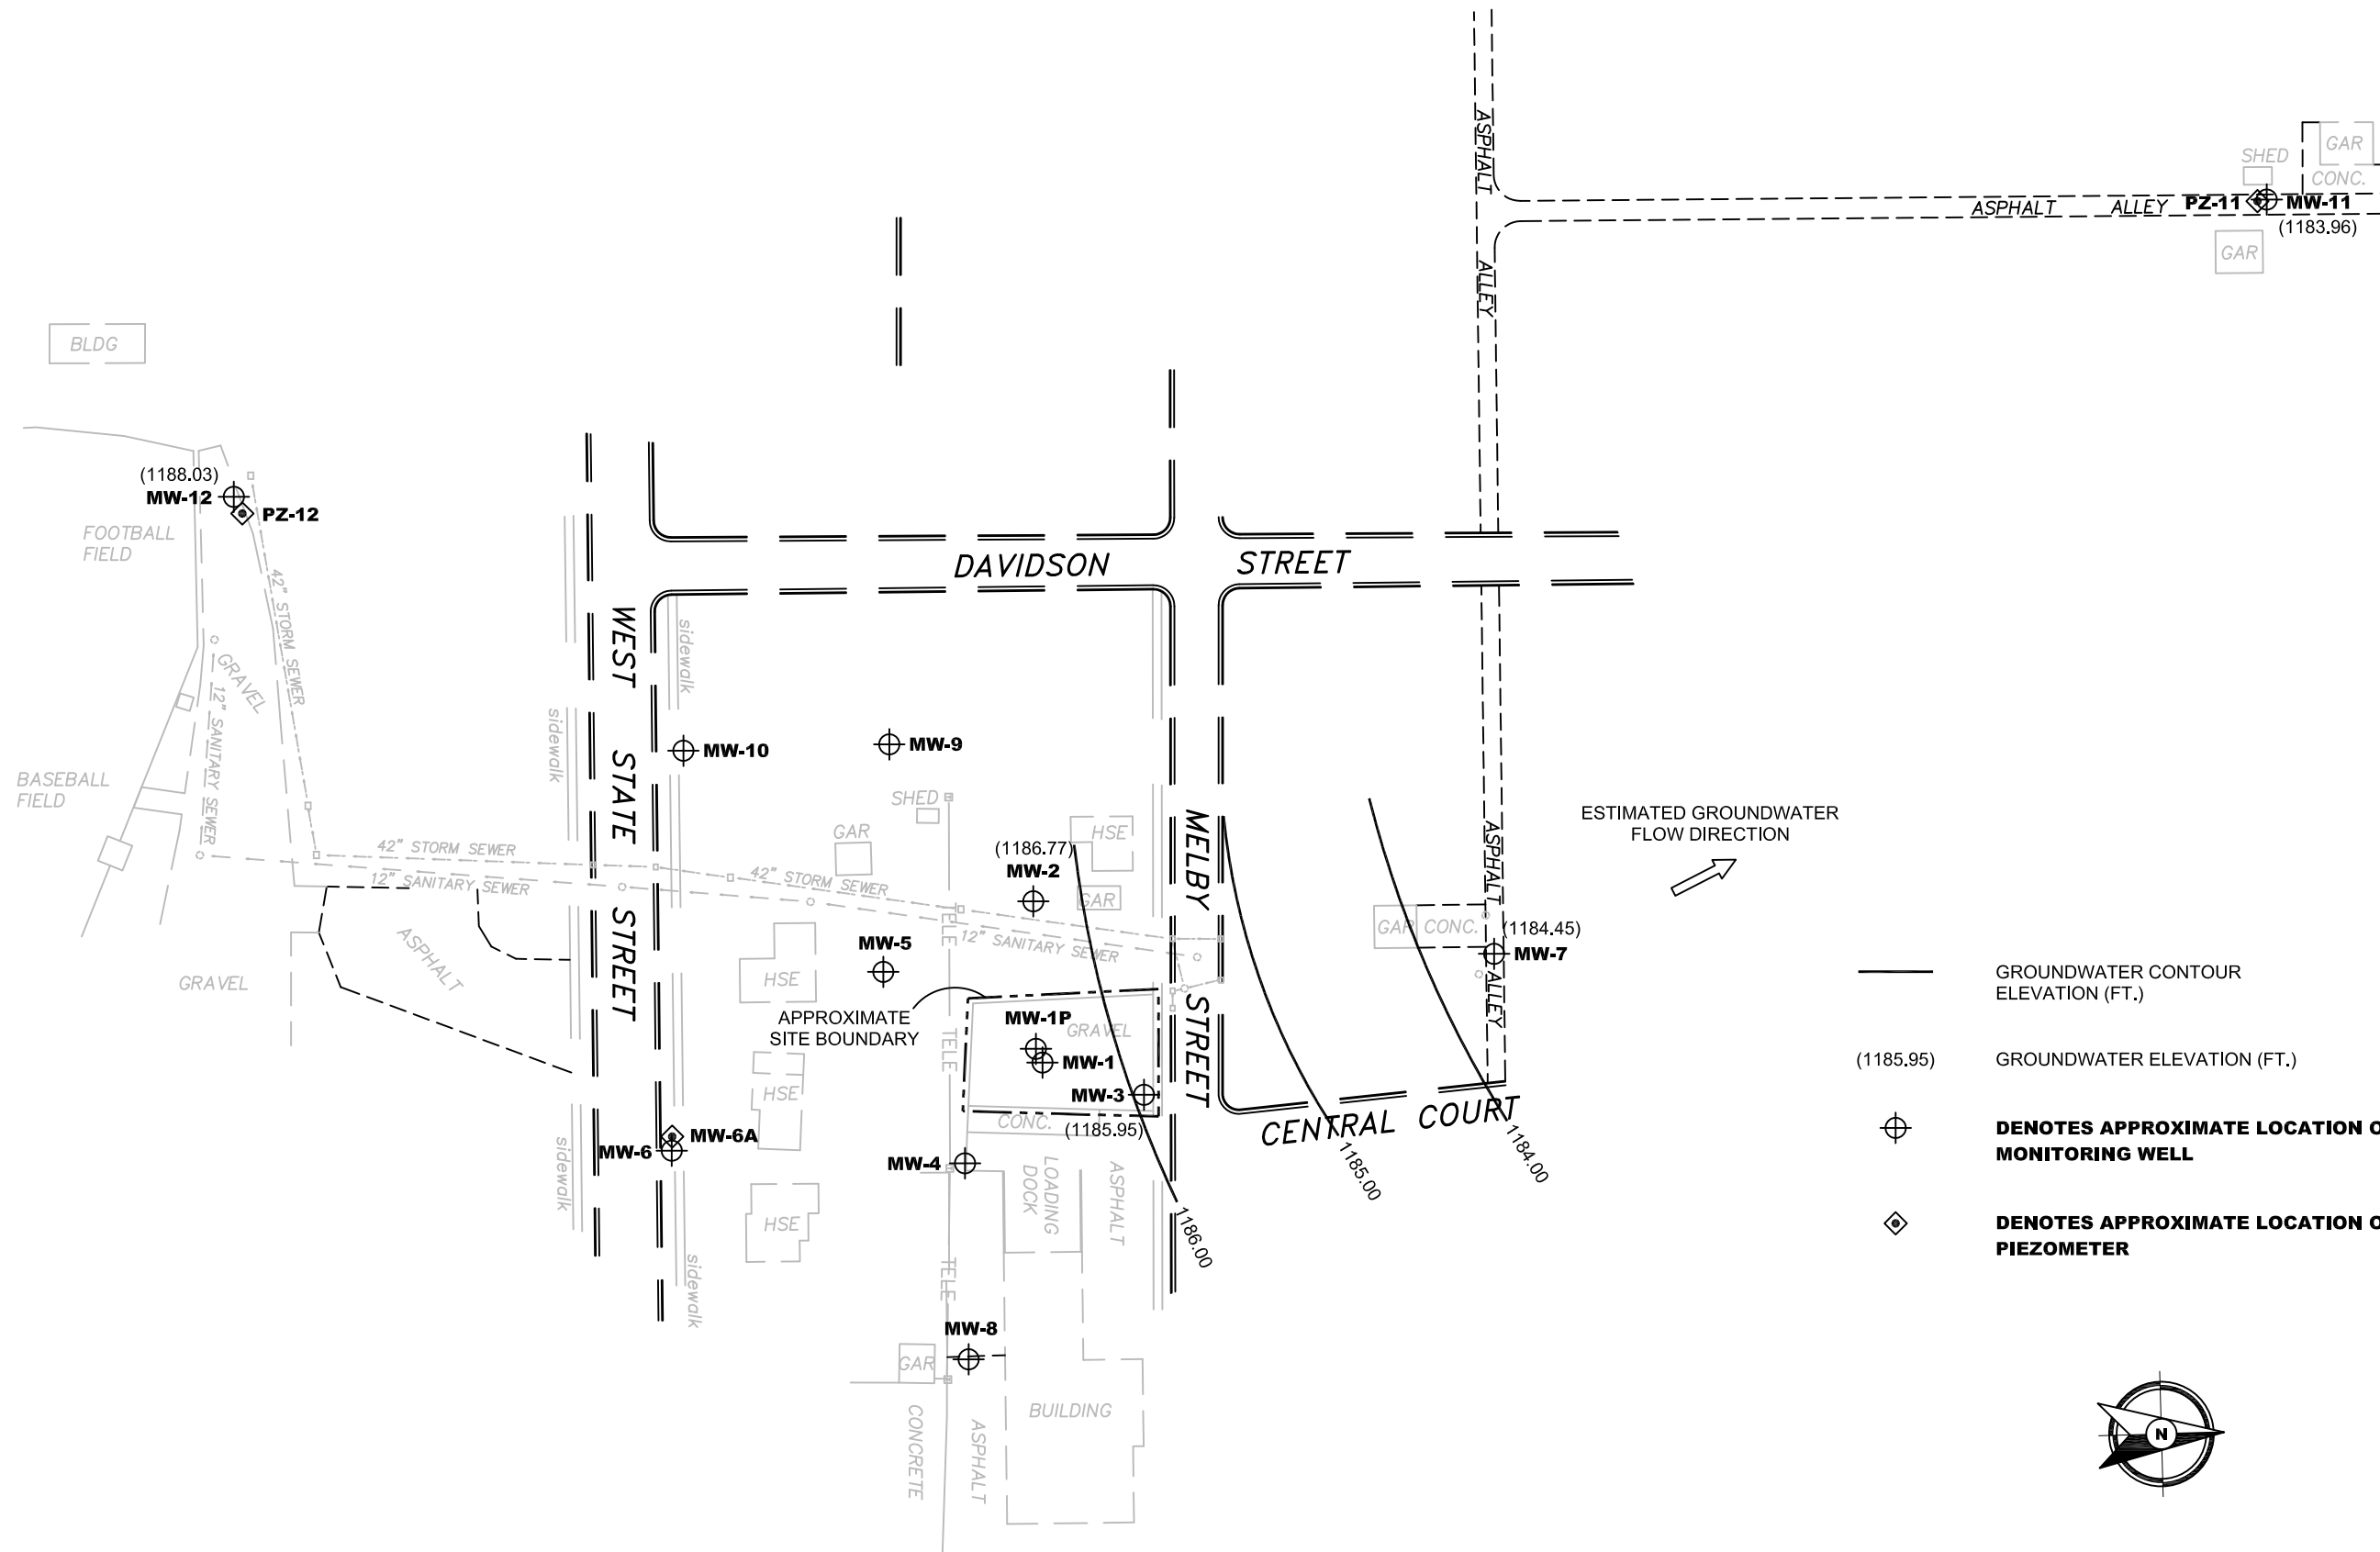 ASPHALT
ALLEY
SHED
GAR
CONC.
ASPHALT ALLEY
PZ-11
MW-11
(1183.96)
GAR
BLDG
(1188.03)
MW-12
PZ-12
FOOTBALL
FIELD
42" STORM SEWER
GRAVEL
12" SANITARY SEWER
BASEBALL
FIELD
DAVIDSON STREET
WEST STATE STREET
sidewalk
sidewalk
MW-10
MW-9
SHED
GAR
HSE
MELBY STREET
ASPHALT
ALLEY
ESTIMATED GROUNDWATER
FLOW DIRECTION
42" STORM SEWER
12" SANITARY SEWER
42" STORM SEWER
(1186.77)
MW-2
GAR
TELE
12" SANITARY SEWER
GAR
CONC.
(1184.45)
MW-7
MW-5
HSE
ASPHALT
GRAVEL
APPROXIMATE
SITE BOUNDARY
MW-1P
GRAVEL
TELE
MW-1
HSE
MW-3
CONC.
(1185.95)
CENTRAL COURT
MW-6A
MW-6
MW-4
sidewalk
LOADING
DOCK
ASPHALT
1186.00
1185.00
1184.00
HSE
sidewalk
TELE
MW-8
GAR
CONCRETE
ASPHALT
BUILDING
GROUNDWATER CONTOUR
ELEVATION (FT.)
(1185.95)
GROUNDWATER ELEVATION (FT.)
DENOTES APPROXIMATE LOCATION O
MONITORING WELL
DENOTES APPROXIMATE LOCATION O
PIEZOMETER
N